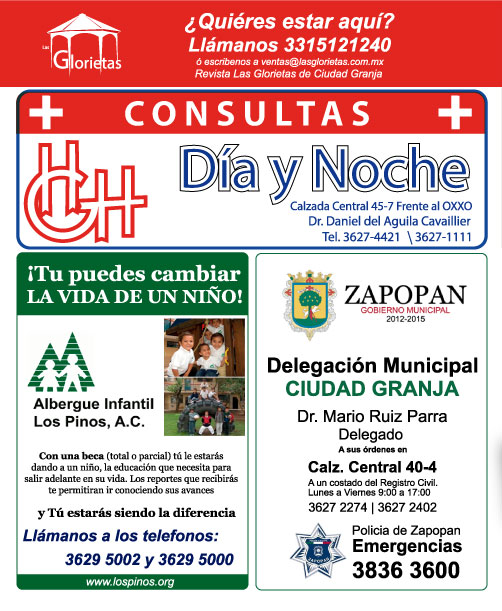 Las
Glorietas
¿Quiéres estar aquí?
Llámanos 3315121240
ó escríbenos a ventas@lasglorietas.com.mx
Revista Las Glorietas de Ciudad Granja
CONSULTAS
HCH
Día y Noche
Calzada Central 45-7 Frente al OXXO
Dr. Daniel del Aguila Cavaillier
Tel. 3627-4421 \ 3627-1111
¡Tu puedes cambiar
LA VIDA DE UN NIÑO!
Albergue Infantil
Los Pinos, A.C.
Con una beca (total o parcial) tú le estarás
dando a un niño, la educación que necesita para
salir adelante en su vida. Los reportes que recibirás
te permitiran ir conociendo sus avances
y Tú estarás siendo la diferencia
Llámanos a los telefonos:
3629 5002 y 3629 5000
www.lospinos.org
ZAPOPAN
GOBIERNO MUNICIPAL
2012-2015
Delegación Municipal
CIUDAD GRANJA
Dr. Mario Ruiz Parra
Delegado
A sus órdenes en
Calz. Central 40-4
A un costado del Registro Civil.
Lunes a Viernes 9:00 a 17:00
3627 2274 | 3627 2402
Policia de Zapopan
Emergencias
3836 3600